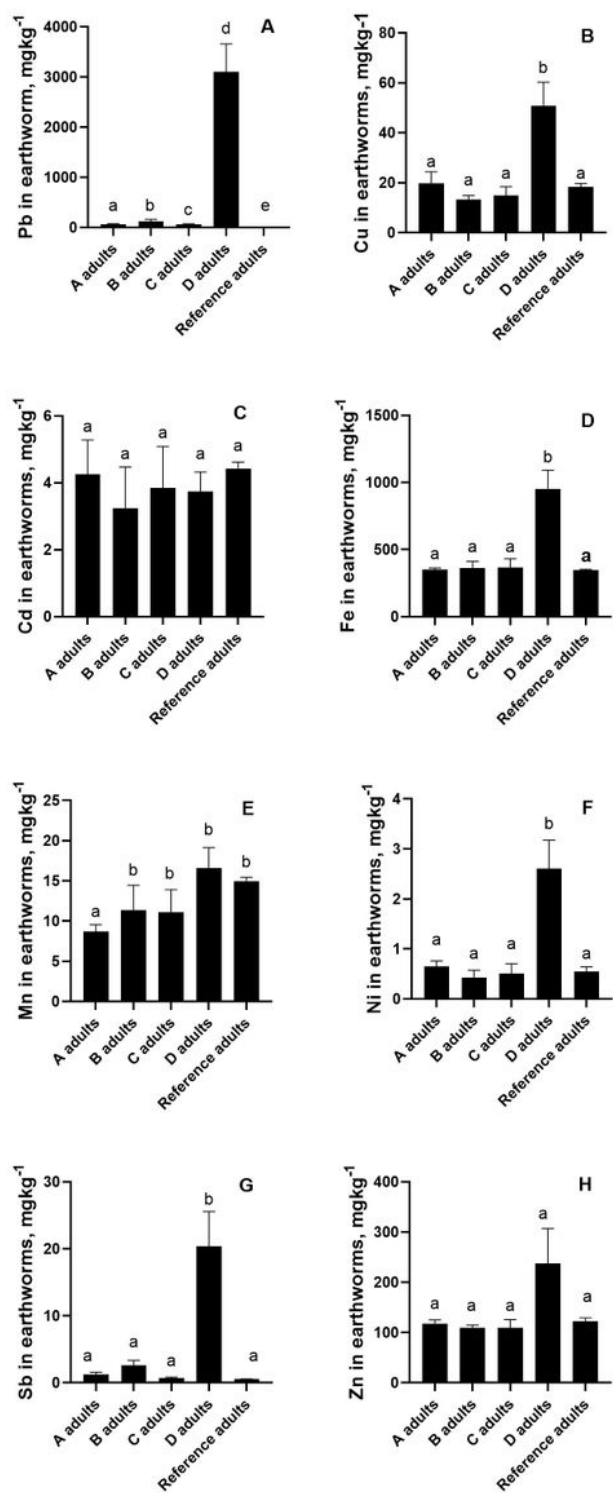 A
Pb in earthworm, mgkg-1
4000
3000
2000
1000
0
a
b
c
d
e
A adults
B adults
C adults
D adults
Reference adults
B
Cu in earthworms, mgkg-1
80
60
40
20
0
a
a
a
b
a
A adults
B adults
C adults
D adults
Reference adults
C
Cd in earthworms, mgkg-1
6
4
2
0
a
a
a
a
a
A adults
B adults
C adults
D adults
Reference adults
D
Fe in earthworms, mgkg-1
1500
1000
500
0
a
a
a
b
a
A adults
B adults
C adults
D adults
Reference adults
E
Mn in earthworms, mgkg-1
25
20
15
10
5
0
a
b
b
b
b
A adults
B adults
C adults
D adults
Reference adults
F
Ni in earthworms, mgkg-1
4
3
2
1
0
a
a
a
b
a
A adults
B adults
C adults
D adults
Reference adults
G
Sb in earthworms, mgkg-1
30
20
10
0
a
a
a
b
a
A adults
B adults
C adults
D adults
Reference adults
H
Zn in earthworms, mgkg-1
400
300
200
100
0
a
a
a
a
a
A adults
B adults
C adults
D adults
Reference adults